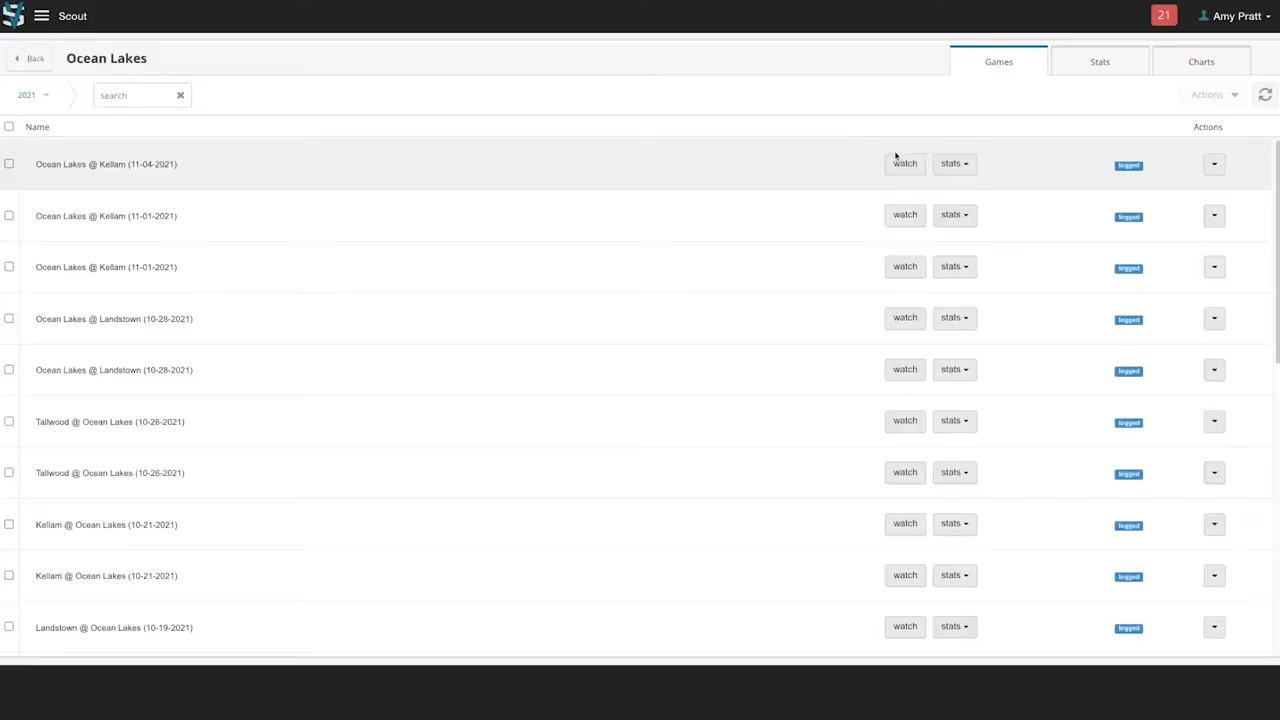 Scout 21 Amy Pratt
Back Ocean Lakes Games Stats Charts
2021 search Actions
Name Actions
Ocean Lakes @ Kellam (11-04-2021) watch stats logged
Ocean Lakes @ Kellam (11-01-2021) watch stats logged
Ocean Lakes @ Kellam (11-01-2021) watch stats logged
Ocean Lakes @ Landstown (10-28-2021) watch stats logged
Ocean Lakes @ Landstown (10-28-2021) watch stats logged
Tallwood @ Ocean Lakes (10-26-2021) watch stats logged
Tallwood @ Ocean Lakes (10-26-2021) watch stats logged
Kellam @ Ocean Lakes (10-21-2021) watch stats logged
Kellam @ Ocean Lakes (10-21-2021) watch stats logged
Landstown @ Ocean Lakes (10-19-2021) watch stats logged